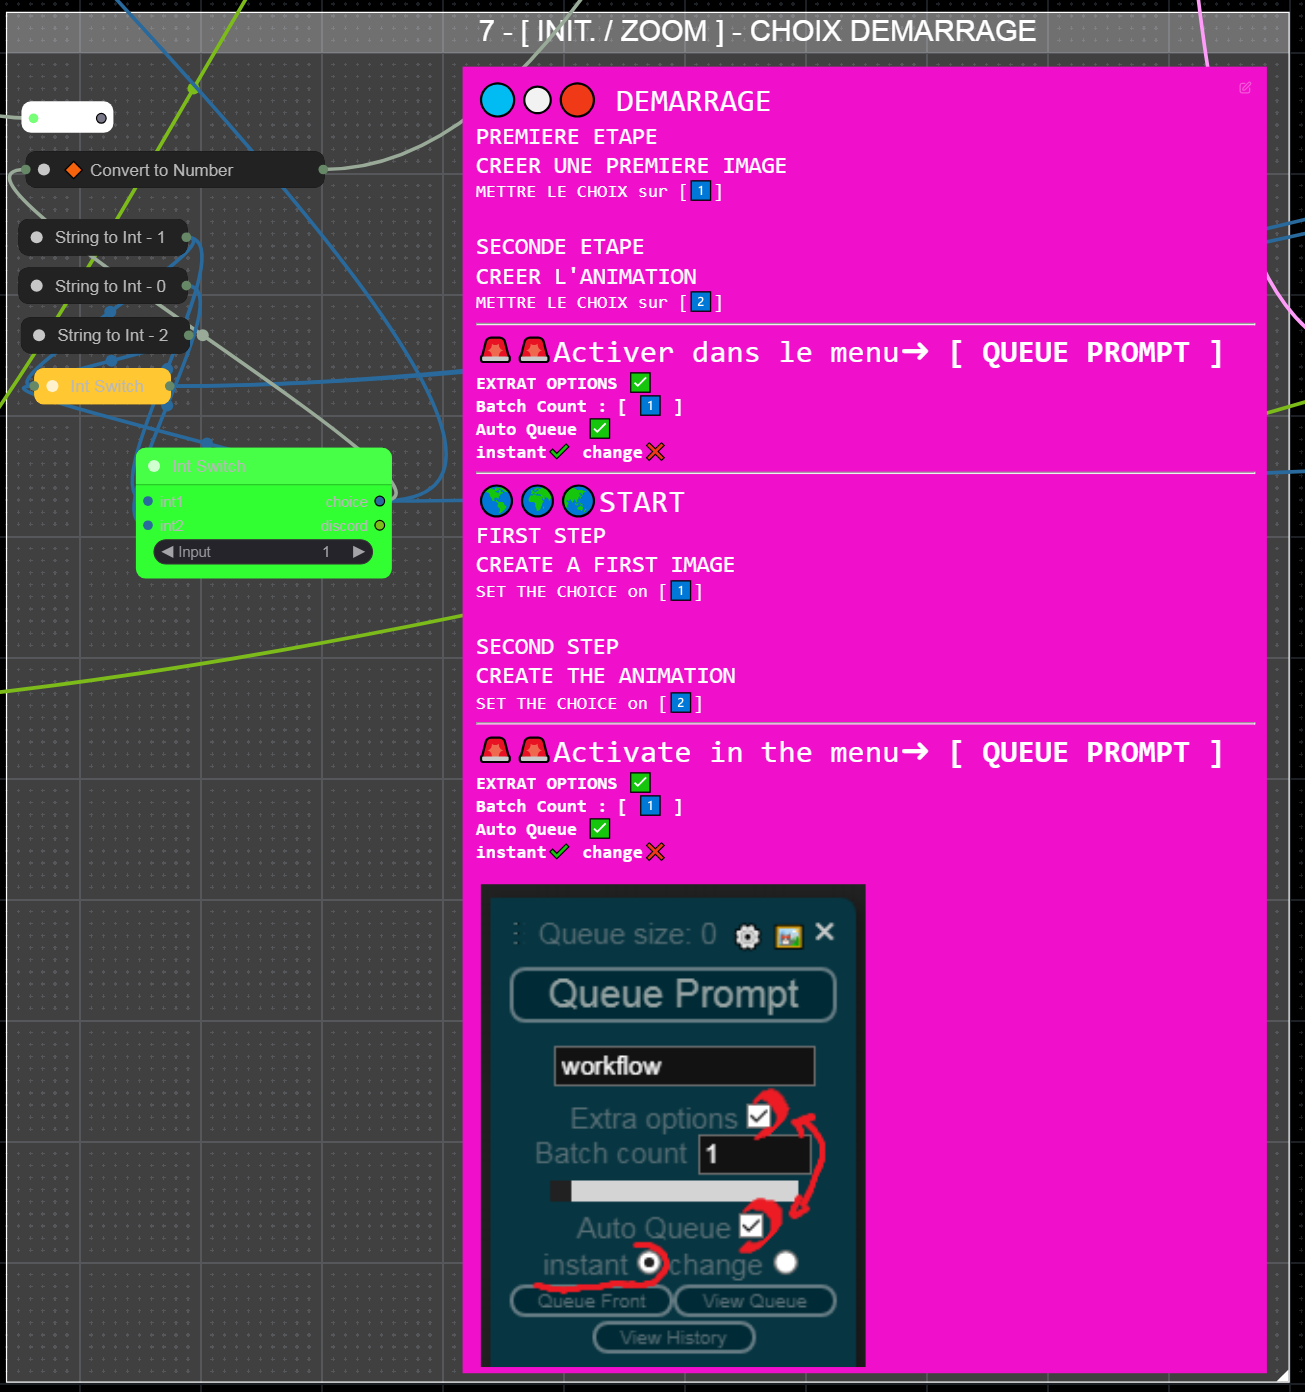 7 - [ INIT. / ZOOM ] - CHOIX DEMARRAGE
Convert to Number
String to Int - 1
String to Int - 0
String to Int - 2
Int Switch
Int Switch
int1 choice
int2 discord
Input 1
DEMARRAGE
PREMIERE ETAPE
CREER UNE PREMIERE IMAGE
METTRE LE CHOIX sur [1]
SECONDE ETAPE
CREER L'ANIMATION
METTRE LE CHOIX sur [2]
Activer dans le menu➜ [ QUEUE PROMPT ]
EXTRAT OPTIONS ✅
Batch Count : [ 1 ]
Auto Queue ✅
instant✔ change❌
START
FIRST STEP
CREATE A FIRST IMAGE
SET THE CHOICE on [1]
SECOND STEP
CREATE THE ANIMATION
SET THE CHOICE on [2]
Activate in the menu➜ [ QUEUE PROMPT ]
EXTRAT OPTIONS ✅
Batch Count : [ 1 ]
Auto Queue ✅
instant✔ change❌
Queue size: 0
Queue Prompt
workflow
Extra options
Batch count 1
Auto Queue
instant change
Queue Front View Queue
View History